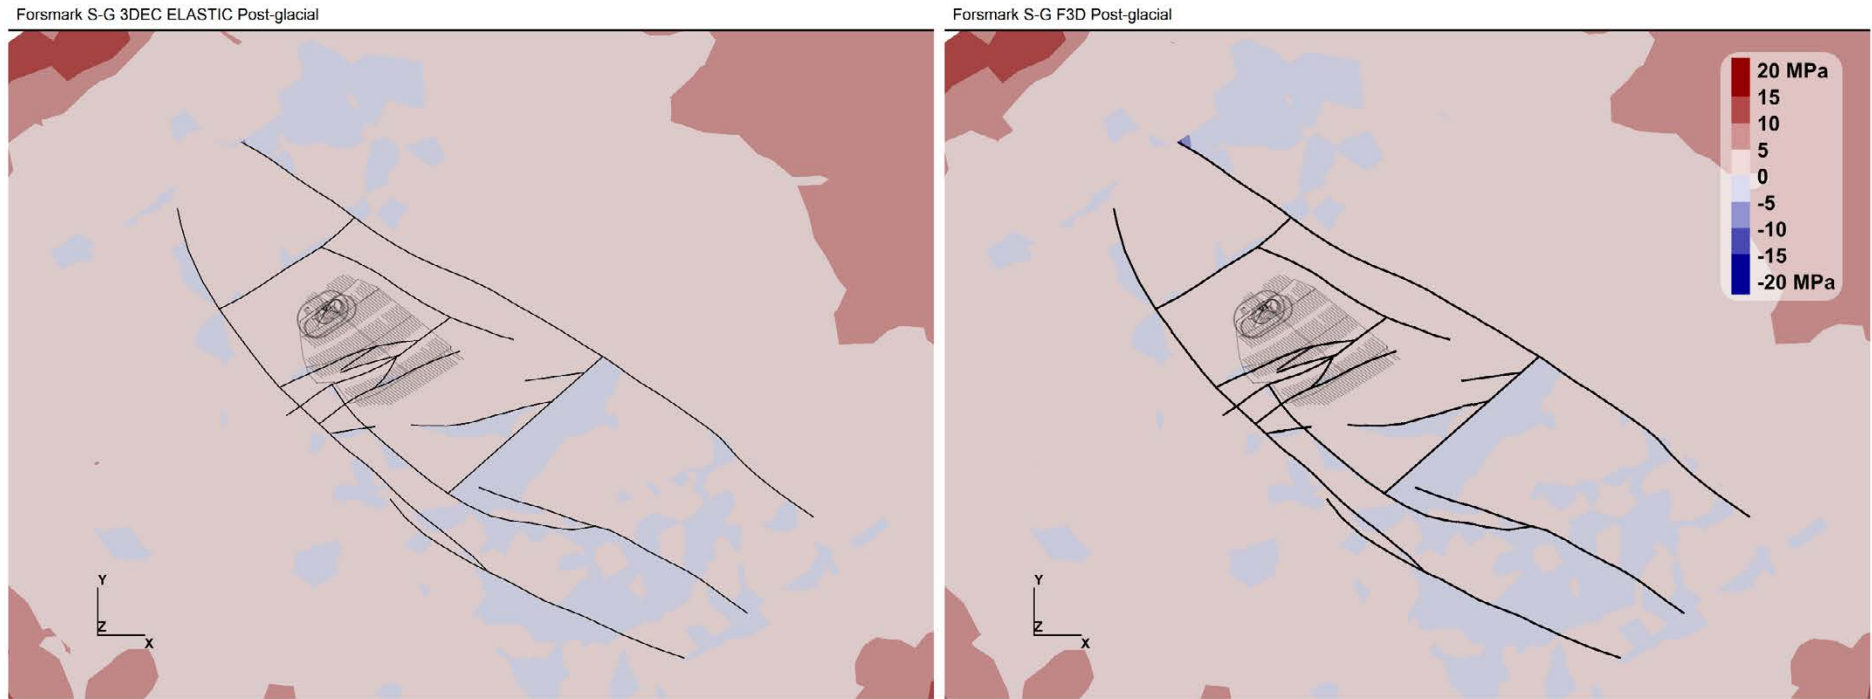 Forsmark S-G 3DEC ELASTIC Post-glacial
Forsmark S-G F3D Post-glacial
20 MPa
15
10
5
0
-5
-10
-15
-20 MPa
Y
Z
X
Y
Z
X